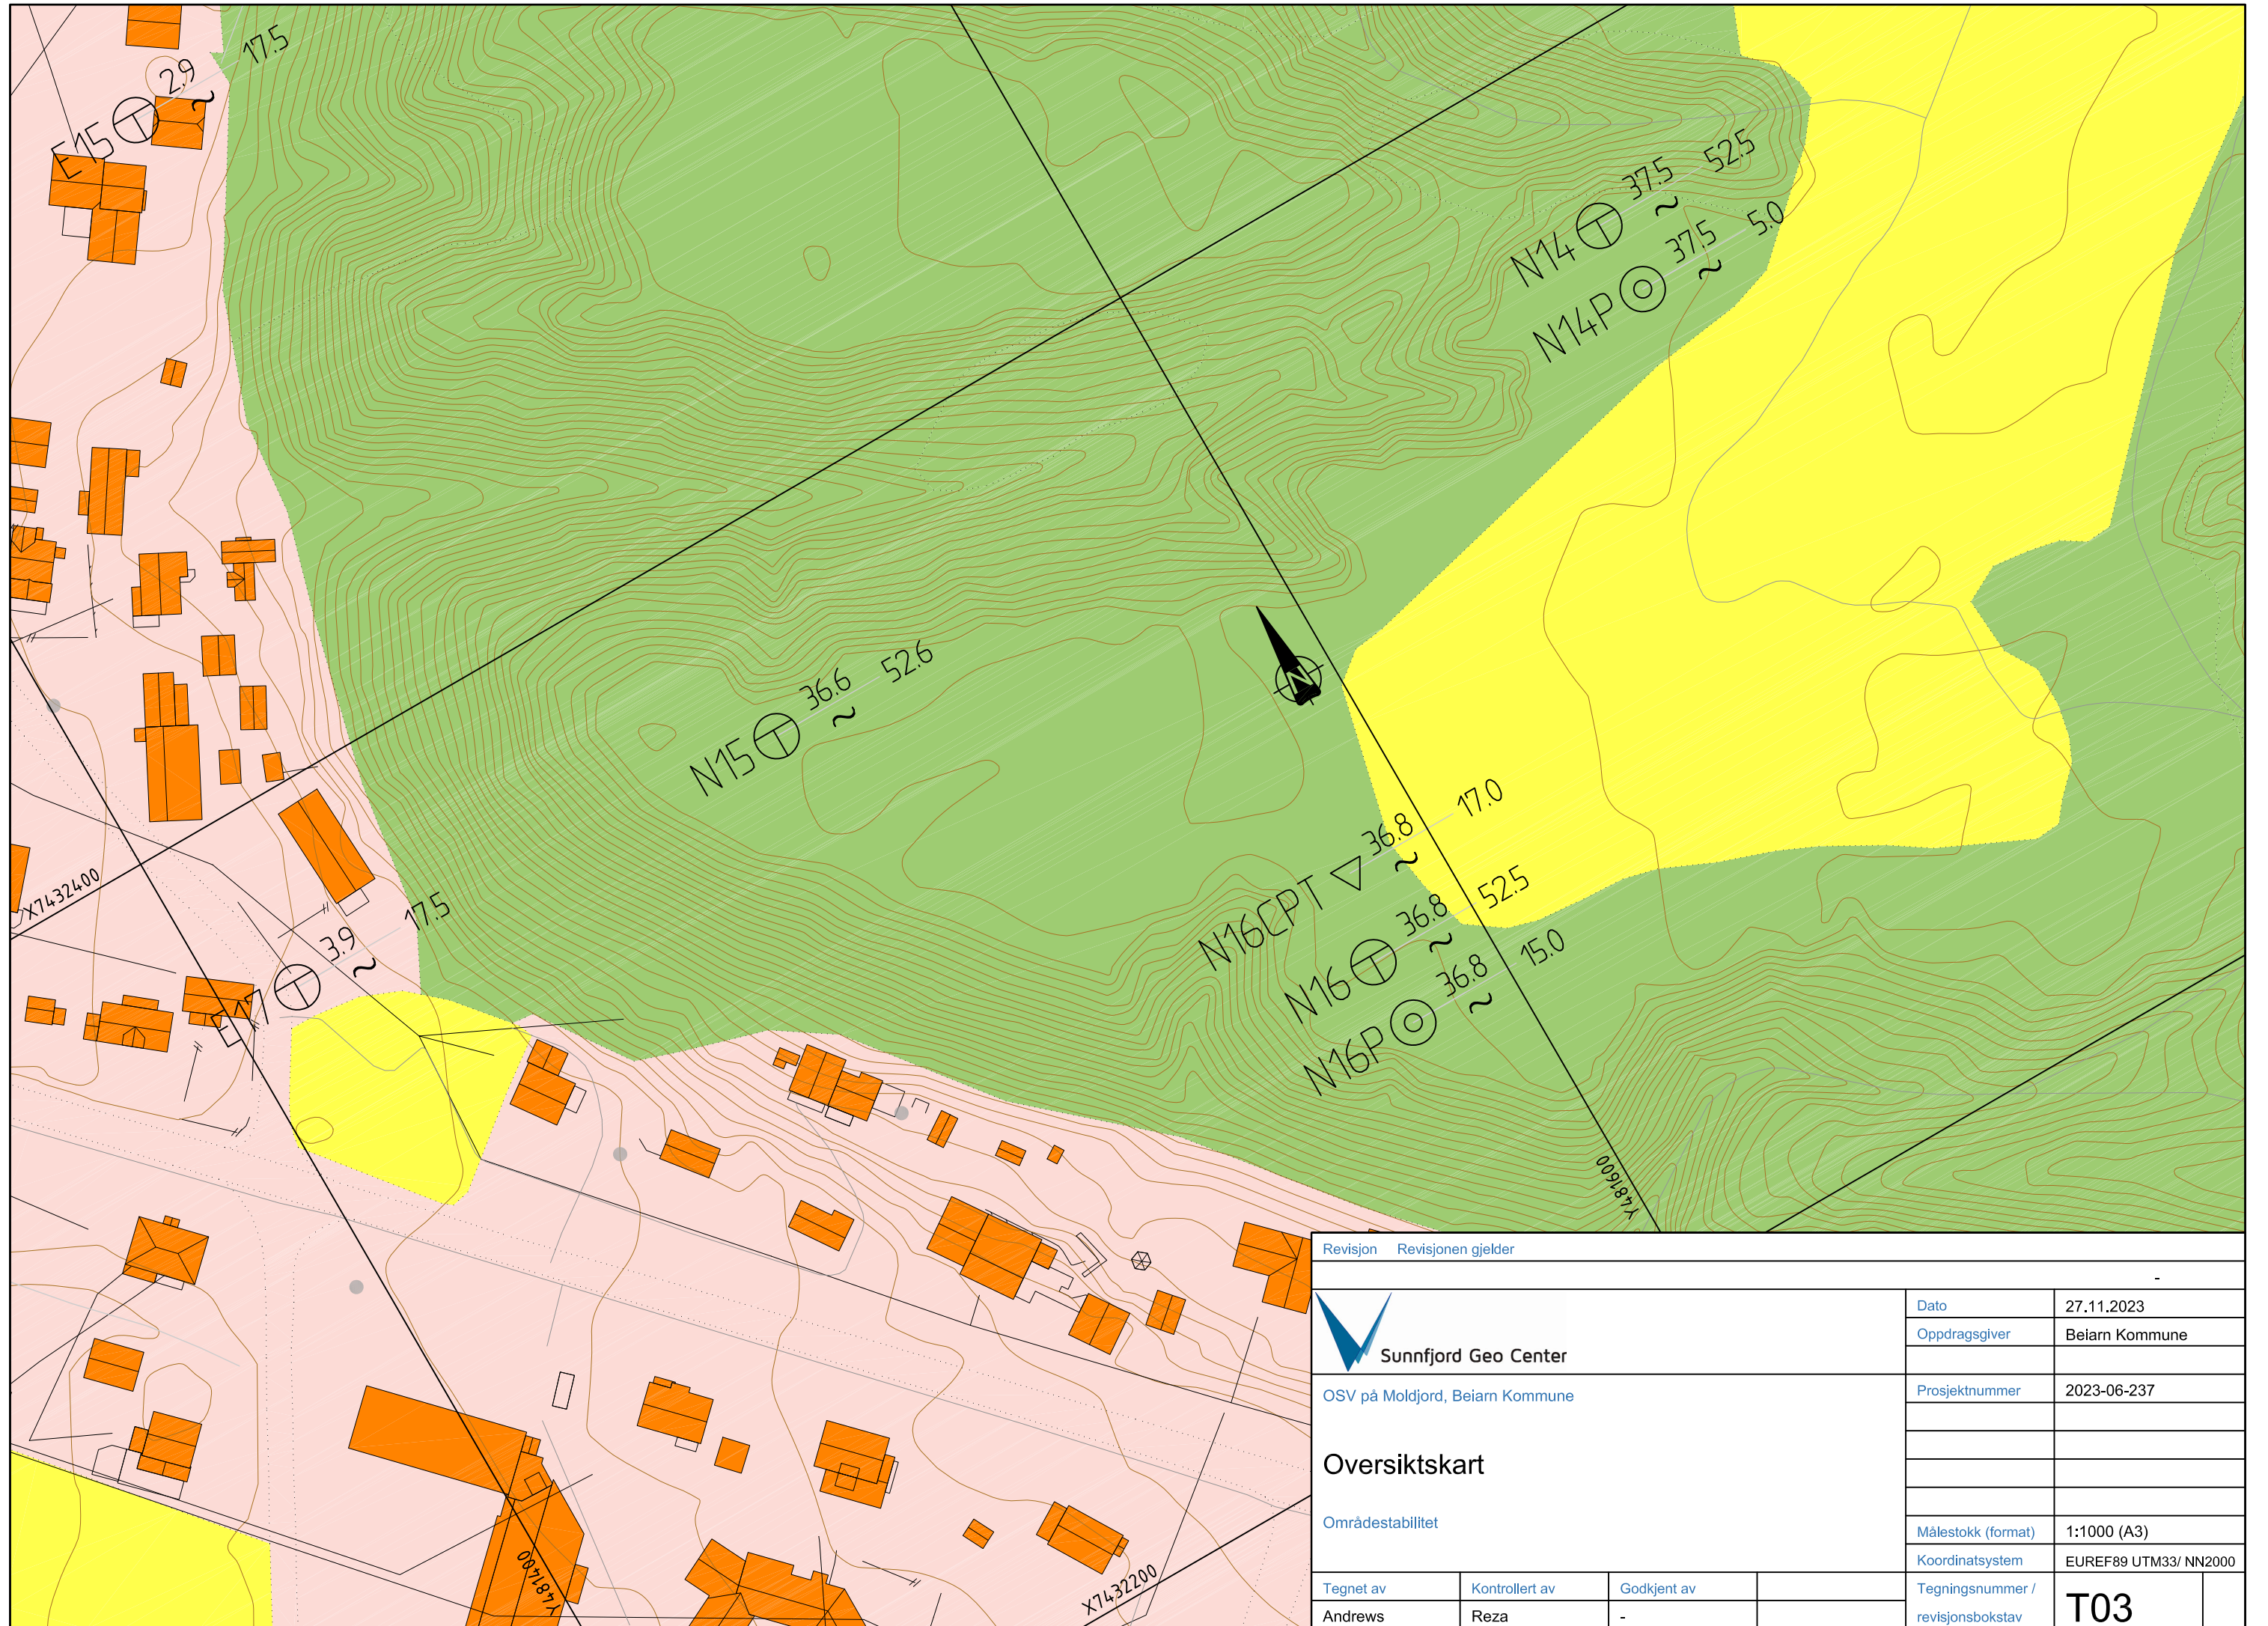 17.5
2.9
~
E15
37.5 52.5
~
N14
37.5 5.0
~
N14P
36.6 52.6
~
N15
N
36.8 17.0
~
N16CPT
36.8 52.5
~
N16
36.8 15.0
~
N16P
X7432400
3.9 17.5
~
E17
Y481600
Y481400
X7432200
Revisjon Revisjonen gjelder
-
Sunnfjord Geo Center
Dato 27.11.2023
Oppdragsgiver Beiarn Kommune
OSV på Moldjord, Beiarn Kommune
Prosjektnummer 2023-06-237
Oversiktskart
Områdestabilitet
Målestokk (format) 1:1000 (A3)
Koordinatsystem EUREF89 UTM33/ NN2000
Tegnet av Kontrollert av Godkjent av
Andrews Reza -
Tegningsnummer /
revisjonsbokstav
T03